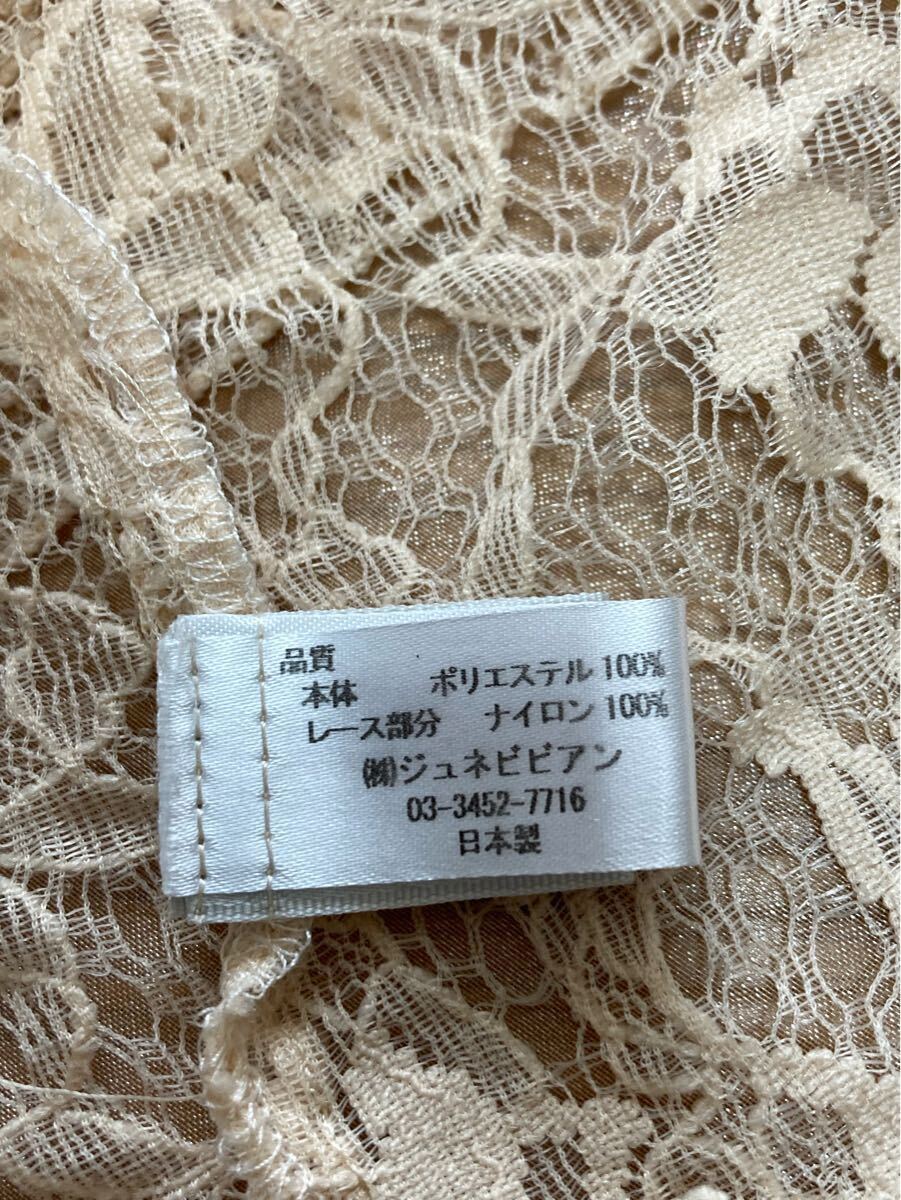 品質
本体 ポリエステル 100%
レース部分 ナイロン 100%
㈱ジュネビビアン
03-3452-7716
日本製